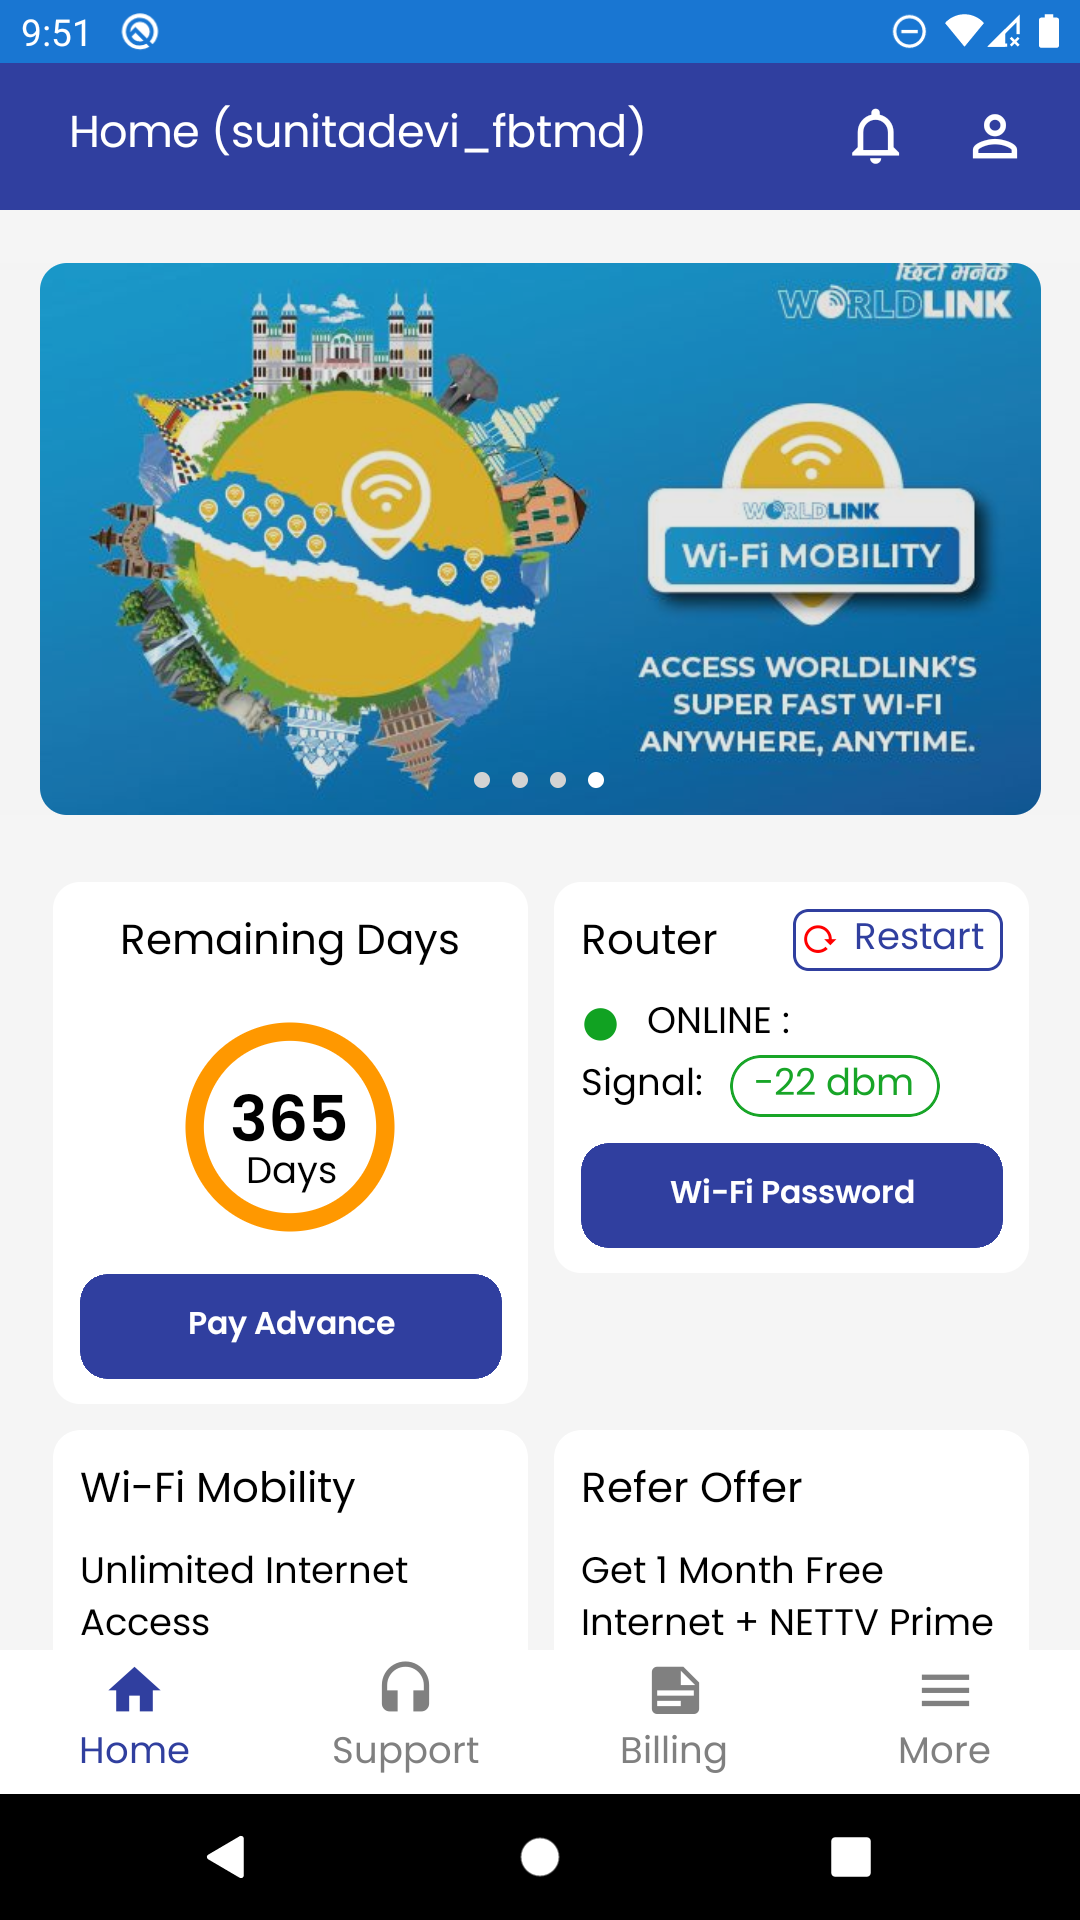 9:51
Home (sunitadevi_fbtmd)
छिटो भनेकै
WORLDLINK
WORLDLINK
Wi-Fi MOBILITY
ACCESS WORLDLINK'S
SUPER FAST WI-FI
ANYWHERE, ANYTIME.
Remaining Days
365
Days
Pay Advance
Router
Restart
ONLINE :
Signal:
-22 dbm
Wi-Fi Password
Wi-Fi Mobility
Unlimited Internet
Access
Refer Offer
Get 1 Month Free
Internet + NETTV Prime
Home
Support
Billing
More